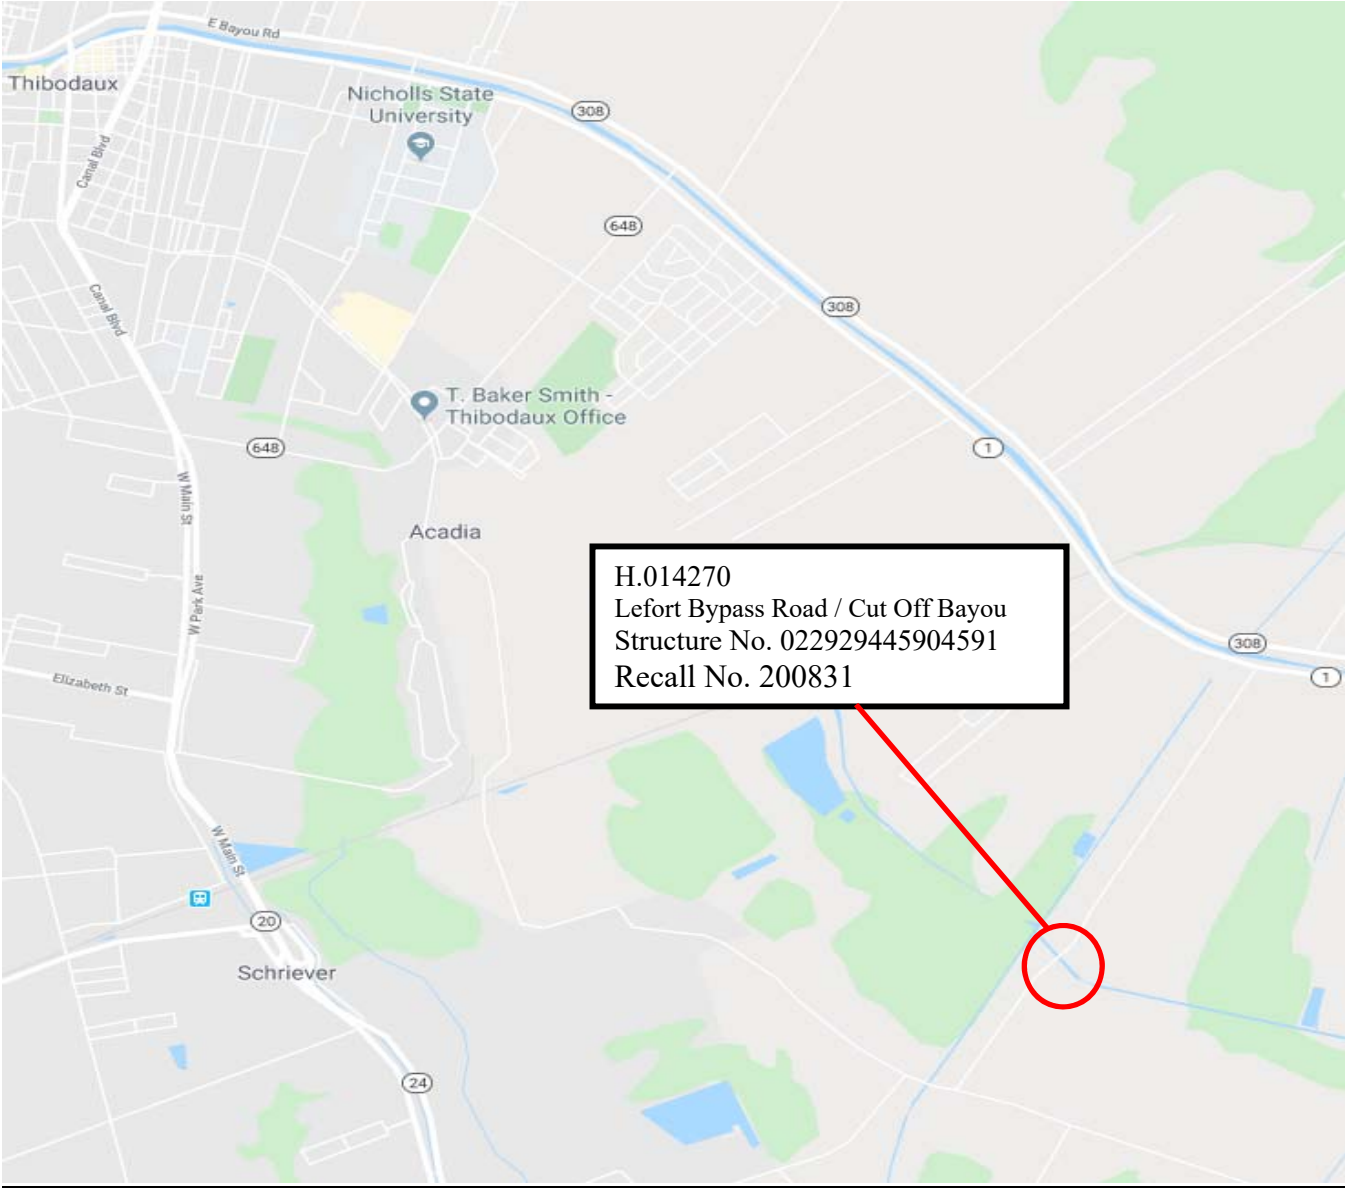 E Bayou Rd
Thibodaux
Nicholls State
University
308
Canal Blvd
648
Canal Blvd
308
T. Baker Smith -
Thibodaux Office
648
1
W Main St
Acadia
H.014270
Lefort Bypass Road / Cut Off Bayou
Structure No. 022929445904591
Recall No. 200831
W Park Ave
308
1
Elizabeth St
W Main St
20
Schriever
24